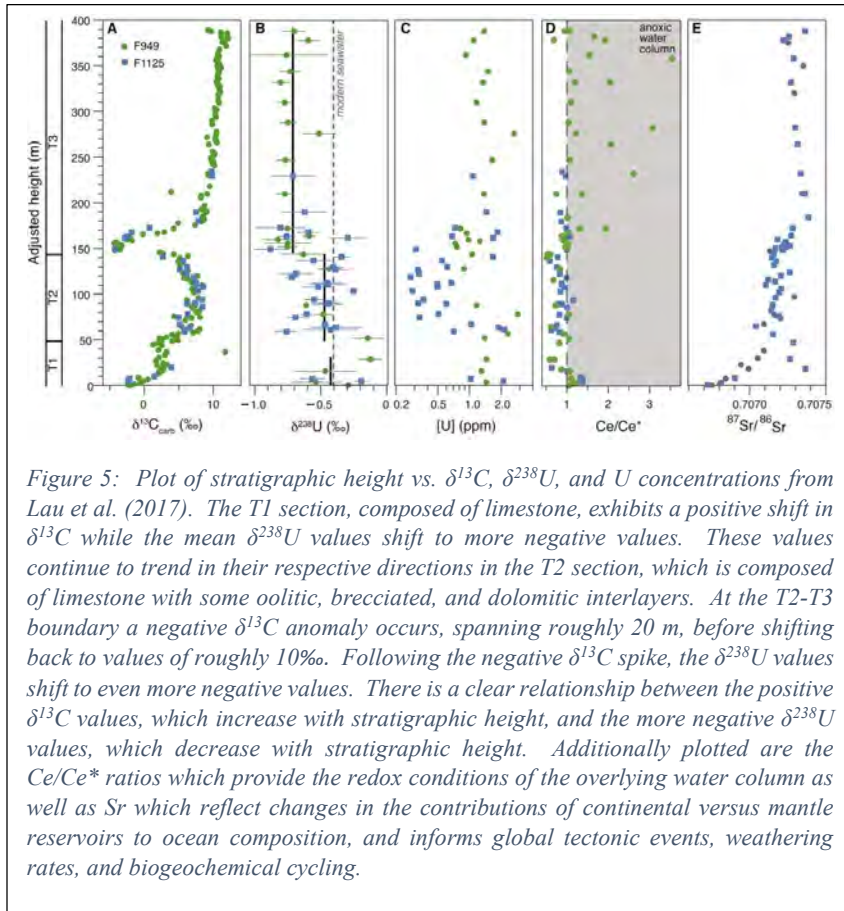 A B C D E
400
350
300
250
200
150
100
50
0
Adjusted height (m)
T3
T2
T1
F949
F1125
modern seawater
anoxic
water
column
0 10
δ¹³Ccarb (‰)
−1.0 −0.5 0
δ²³⁸U (‰)
0.2 0.5 1.0 2.0
[U] (ppm)
1 2 3
Ce/Ce*
0.7070 0.7075
⁸⁷Sr/⁸⁶Sr
Figure 5: Plot of stratigraphic height vs. δ¹³C, δ²³⁸U, and U concentrations from
Lau et al. (2017). The T1 section, composed of limestone, exhibits a positive shift in
δ¹³C while the mean δ²³⁸U values shift to more negative values. These values
continue to trend in their respective directions in the T2 section, which is composed
of limestone with some oolitic, brecciated, and dolomitic interlayers. At the T2-T3
boundary a negative δ¹³C anomaly occurs, spanning roughly 20 m, before shifting
back to values of roughly 10‰. Following the negative δ¹³C spike, the δ²³⁸U values
shift to even more negative values. There is a clear relationship between the positive
δ¹³C values, which increase with stratigraphic height, and the more negative δ²³⁸U
values, which decrease with stratigraphic height. Additionally plotted are the
Ce/Ce* ratios which provide the redox conditions of the overlying water column as
well as Sr which reflect changes in the contributions of continental versus mantle
reservoirs to ocean composition, and informs global tectonic events, weathering
rates, and biogeochemical cycling.